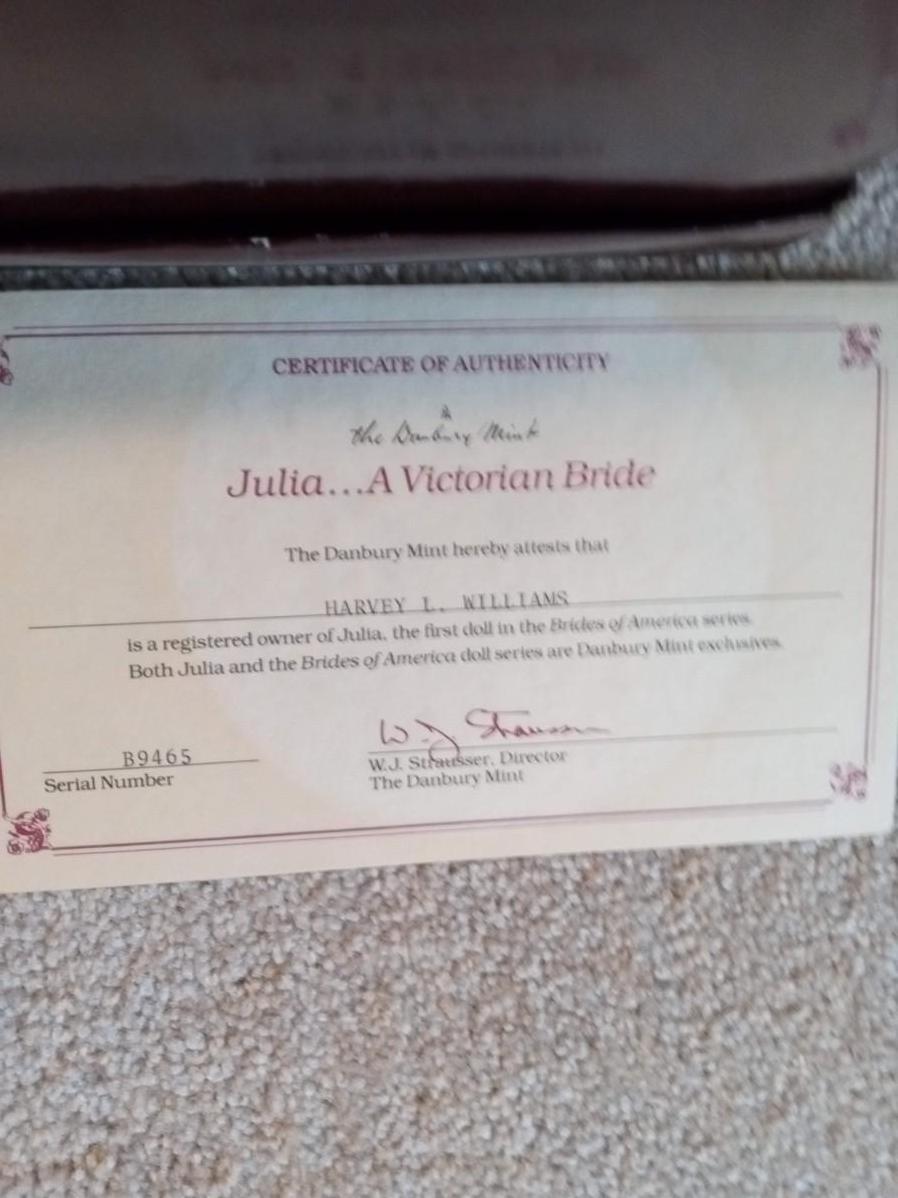 CERTIFICATE OF AUTHENTICITY
the Danbury Mint
Julia...A Victorian Bride
The Danbury Mint hereby attests that
HARVEY L. WILLIAMS
is a registered owner of Julia, the first doll in the Brides of America series.
Both Julia and the Brides of America doll series are Danbury Mint exclusives.
W.J. Strausser
B9465
W.J. Strausser, Director
Serial Number
The Danbury Mint